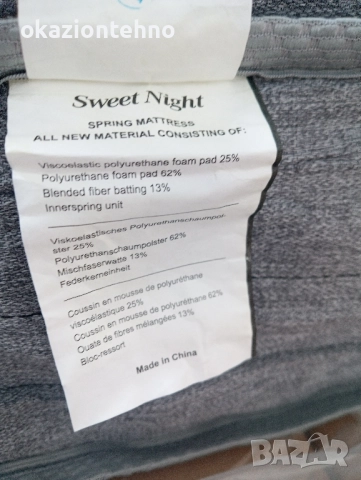 okaziontehno
Sweet Night
SPRING MATTRESS
ALL NEW MATERIAL CONSISTING OF:
Viscoelastic polyurethane foam pad 25%
Polyurethane foam pad 62%
Blended fiber batting 13%
Innerspring unit
Viskoelastisches Polyurethanschaumpol-
ster 25%
Polyurethanschaumpolster 62%
Mischfaserwatte 13%
Federkerneinheit
Coussin en mousse de polyuréthane
viscoélastique 25%
Coussin en mousse de polyuréthane 62%
Ouate de fibres mélangées 13%
Bloc-ressort
Made in China
BAZAR